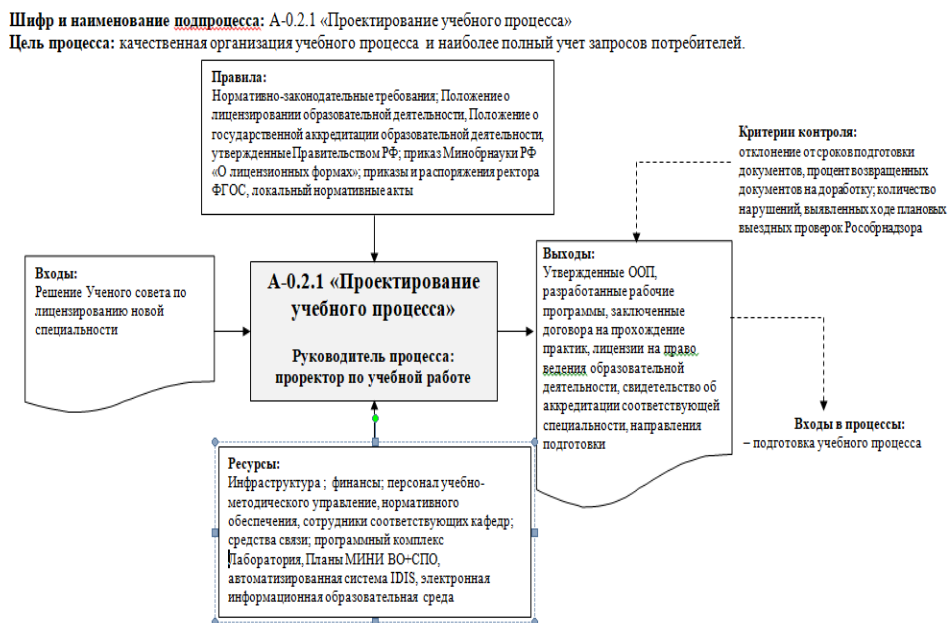 Шифр и наименование подпроцесса: А-0.2.1 «Проектирование учебного процесса»
Цель процесса: качественная организация учебного процесса и наиболее полный учет запросов потребителей.
Правила:
Нормативно-законодательные требования; Положение о
лицензировании образовательной деятельности, Положение о
государственной аккредитации образовательной деятельности,
утвержденные Правительством РФ; приказ Минобрнауки РФ
«О лицензионных формах»; приказы и распоряжения ректора
ФГОС, локальный нормативные акты
Критерии контроля:
отклонение от сроков подготовки
документов, процент возвращенных
документов на доработку; количество
нарушений, выявленных ходе плановых
выездных проверок Рособрнадзора
Входы:
Решение Ученого совета по
лицензированию новой
специальности
А-0.2.1 «Проектирование
учебного процесса»
Руководитель процесса:
проректор по учебной работе
Выходы:
Утвержденные ООП,
разработанные рабочие
программы, заключенные
договора на прохождение
практик, лицензии на право
ведения образовательной
деятельности, свидетельство об
аккредитации соответствующей
специальности, направления
подготовки
Входы в процессы:
– подготовка учебного процесса
Ресурсы:
Инфраструктура ; финансы; персонал учебно-
методического управление, нормативного
обеспечения, сотрудники соответствующих кафедр;
средства связи; программный комплекс
Лаборатория, Планы МИНИ ВО+СПО,
автоматизированная система IDIS, электронная
информационная образовательная среда